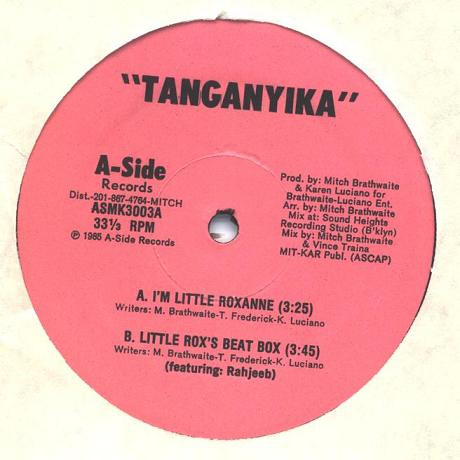 "TANGANYIKA"
A-Side
Records
Dist.-201-867-4764-MITCH
ASMK3003A
33⅓ RPM
℗ 1985 A-Side Records
Prod. by: Mitch Brathwaite
& Karen Luciano for
Brathwaite-Luciano Ent.
Arr. by: Mitch Brathwaite
Mix at: Sound Heights
Recording Studio (B'klyn)
Mix by: Mitch Brathwaite
& Vince Traina
MIT-KAR Publ. (ASCAP)
A. I'M LITTLE ROXANNE (3:25)
Writers: M. Brathwaite-T. Frederick-K. Luciano
B. LITTLE ROX'S BEAT BOX (3:45)
Writers: M. Brathwaite-T. Frederick-K. Luciano
(featuring: Rahjeeb)